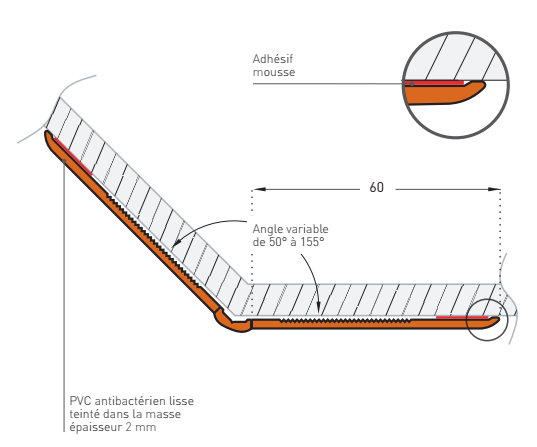 Adhésif
mousse
60
Angle variable
de 50° à 155°
PVC antibactérien lisse
teinté dans la masse
épaisseur 2 mm